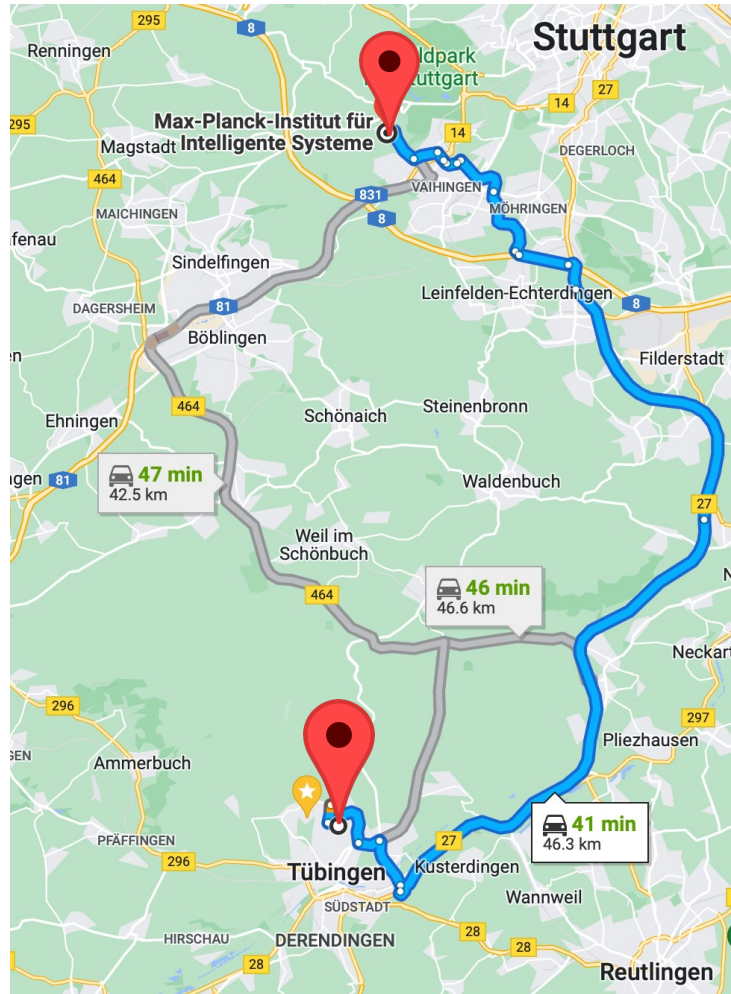 295
Renningen
8
Stuttgart
ldpark
tuttgart
27
14
295
Max-Planck-Institut für
Intelligente Systeme
14
Magstadt
DEGERLOCH
464
831
VAIHINGEN
MAICHINGEN
8
MÖHRINGEN
fenau
Sindelfingen
Leinfelden-Echterdingen
8
DAGERSHEIM
81
Böblingen
Filderstadt
en
464
Schönaich
Steinenbronn
Ehningen
47 min
42.5 km
gen
81
Waldenbuch
27
Weil im
Schönbuch
46 min
46.6 km
464
N
Neckart
296
297
GEN
Pliezhausen
Ammerbuch
41 min
46.3 km
PFÄFFINGEN
27
296
Tübingen
Kusterdingen
Wannweil
SÜDSTADT
HIRSCHAU
DERENDINGEN
28
28
28
Reutlingen